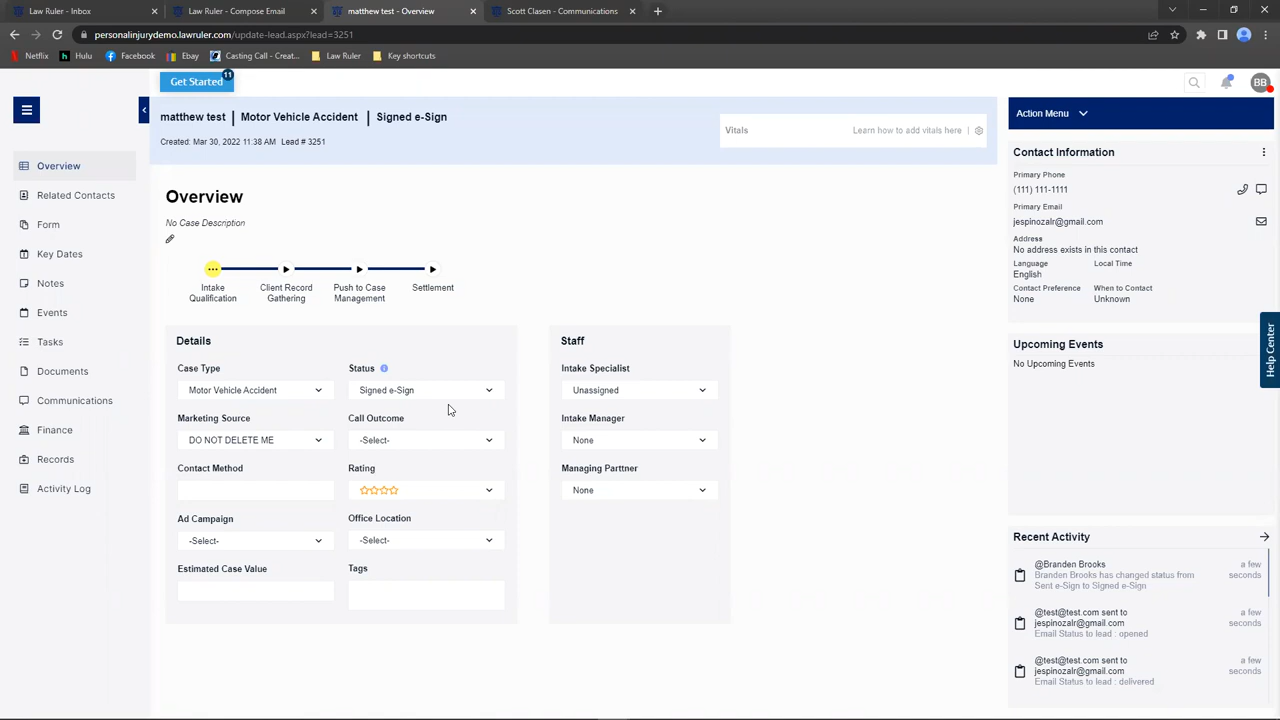 Law Ruler - Inbox
Law Ruler - Compose Email
matthew test - Overview
Scott Clasen - Communications
personalinjurydemo.lawruler.com/update-lead.aspx?lead=3251
Netflix
Hulu
Facebook
Ebay
Casting Call - Creat...
Law Ruler
Key shortcuts
Get Started
11
BB
matthew test | Motor Vehicle Accident | Signed e-Sign
Created: Mar 30, 2022 11:38 AM Lead # 3251
Vitals
Learn how to add vitals here |
Overview
Related Contacts
Form
Key Dates
Notes
Events
Tasks
Documents
Communications
Finance
Records
Activity Log
Overview
No Case Description
Intake
Qualification
Client Record
Gathering
Push to Case
Management
Settlement
Details
Case Type
Motor Vehicle Accident
Status
Signed e-Sign
Marketing Source
DO NOT DELETE ME
Call Outcome
-Select-
Contact Method
Rating
Ad Campaign
-Select-
Office Location
-Select-
Estimated Case Value
Tags
Staff
Intake Specialist
Unassigned
Intake Manager
None
Managing Parttner
None
Action Menu
Contact Information
Primary Phone
(111) 111-1111
Primary Email
jespinozalr@gmail.com
Address
No address exists in this contact
Language
English
Local Time
Contact Preference
None
When to Contact
Unknown
Upcoming Events
No Upcoming Events
Recent Activity
@Branden Brooks
Branden Brooks has changed status from
Sent e-Sign to Signed e-Sign
a few
seconds
@test@test.com sent to
jespinozalr@gmail.com
Email Status to lead : opened
a few
seconds
@test@test.com sent to
jespinozalr@gmail.com
Email Status to lead : delivered
a few
seconds
Help Center